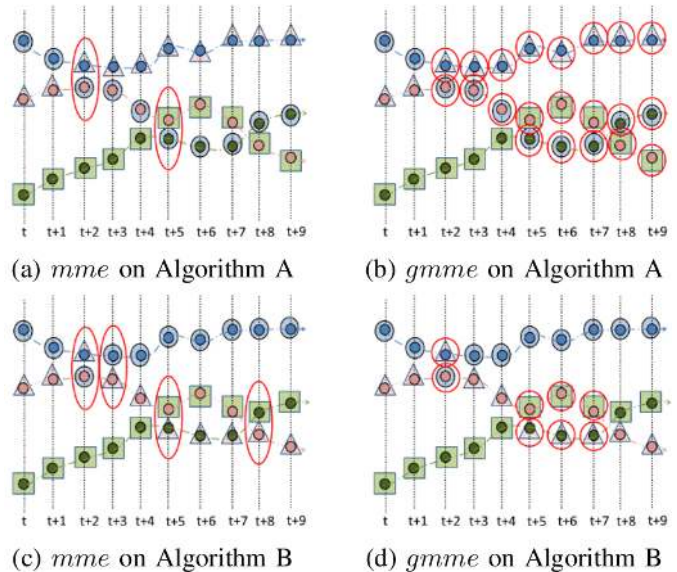 t t+1 t+2 t+3 t+4 t+5 t+6 t+7 t+8 t+9
t t+1 t+2 t+3 t+4 t+5 t+6 t+7 t+8 t+9
(a) mme on Algorithm A
(b) gmme on Algorithm A
t t+1 t+2 t+3 t+4 t+5 t+6 t+7 t+8 t+9
t t+1 t+2 t+3 t+4 t+5 t+6 t+7 t+8 t+9
(c) mme on Algorithm B
(d) gmme on Algorithm B